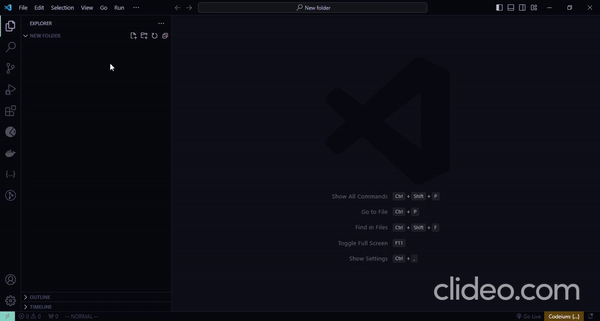 File Edit Selection View Go Run ...
New folder
EXPLORER
NEW FOLDER
Show All Commands Ctrl + Shift + P
Go to File Ctrl + P
Find in Files Ctrl + Shift + F
Toggle Full Screen F11
Show Settings Ctrl + ,
OUTLINE
TIMELINE
0 0 0 -- NORMAL -- Go Live Codeium: {...}
clideo.com